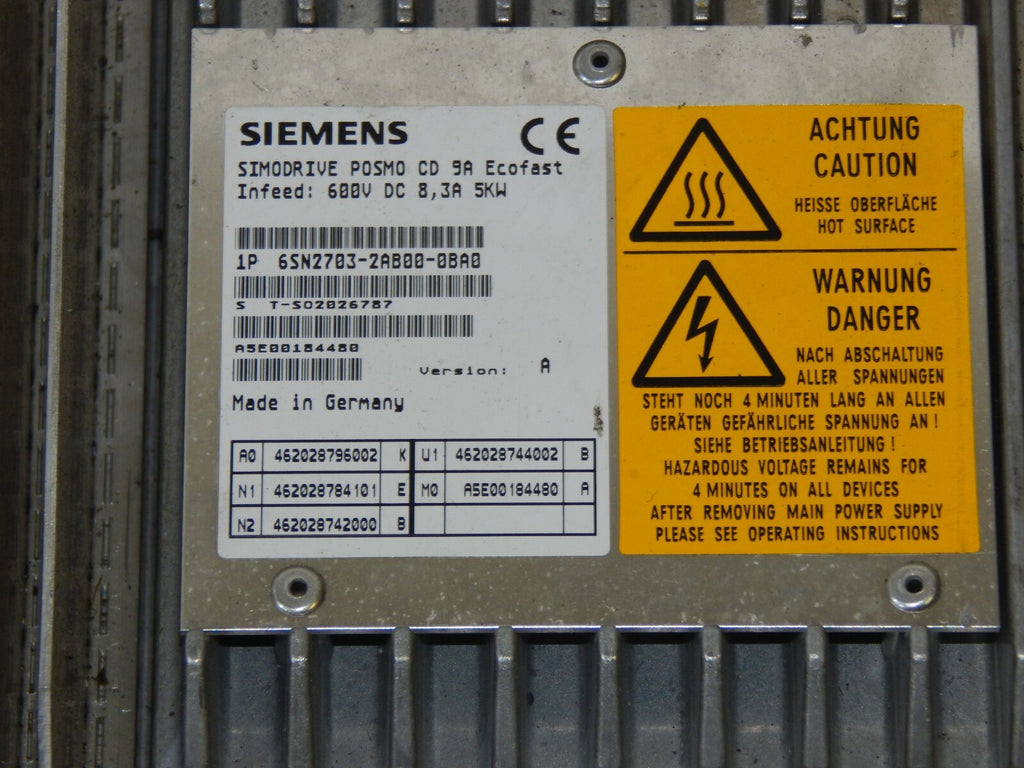 SIEMENS CE
SIMODRIVE POSMO CD 9A Ecofast
Infeed: 600V DC 8,3A 5KW
1P 6SN2703-2AB00-0BA0
S T-SO2026787
A5E00184480
Version: A
Made in Germany
A0 462028796002 K U1 462028744002 B
N1 462028784101 E M0 A5E00184480 A
N2 462028742000 B
ACHTUNG
CAUTION
HEISSE OBERFLÄCHE
HOT SURFACE
WARNUNG
DANGER
NACH ABSCHALTUNG
ALLER SPANNUNGEN
STEHT NOCH 4 MINUTEN LANG AN ALLEN
GERÄTEN GEFÄHRLICHE SPANNUNG AN!
SIEHE BETRIEBSANLEITUNG!
HAZARDOUS VOLTAGE REMAINS FOR
4 MINUTES ON ALL DEVICES
AFTER REMOVING MAIN POWER SUPPLY
PLEASE SEE OPERATING INSTRUCTIONS